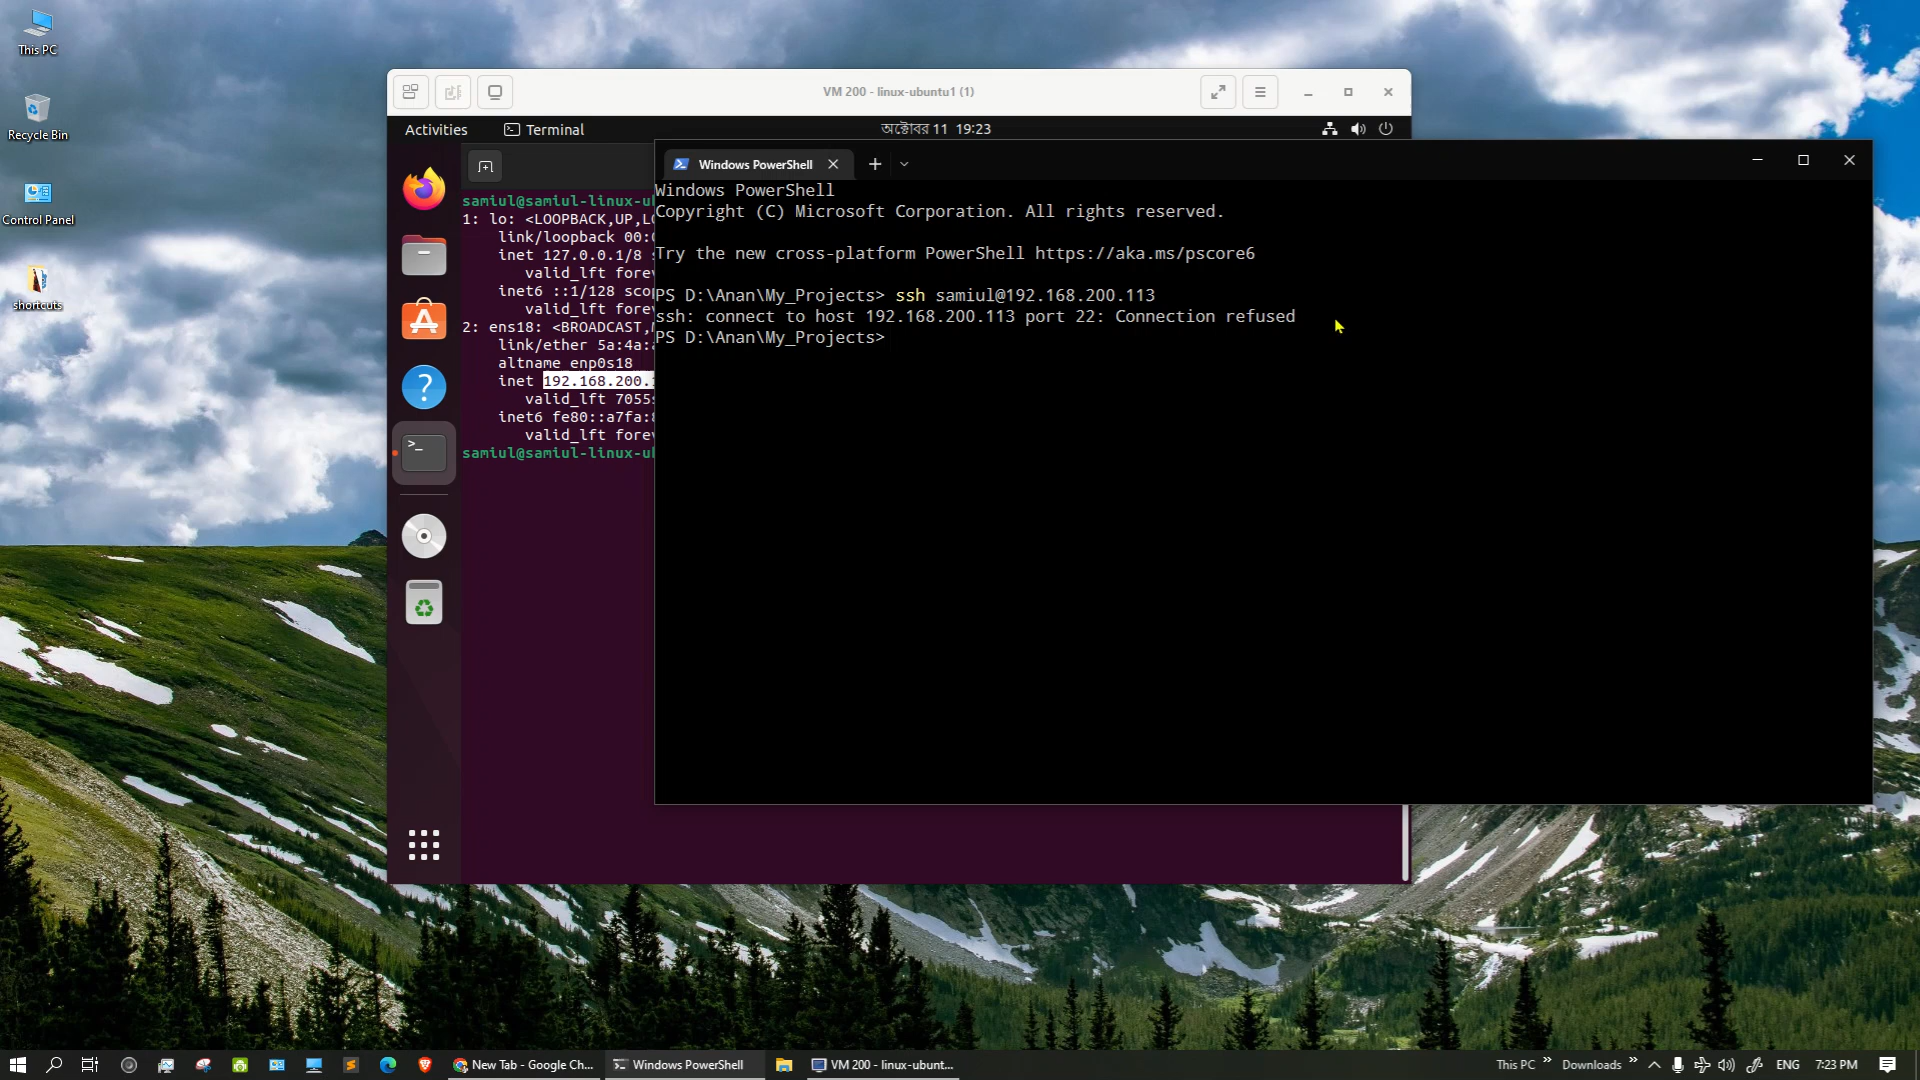 This PC
Recycle Bin
Control Panel
shortcuts
VM 200 - linux-ubuntu1 (1)
Activities
Terminal
অক্টোবর 11 19:23
samiul@samiul-linux-u
1: lo: <LOOPBACK,UP,L
link/loopback 00:
inet 127.0.0.1/8
valid_lft fore
inet6 ::1/128 sco
valid_lft fore
2: ens18: <BROADCAST,
link/ether 5a:4a:
altname enp0s18
inet 192.168.200.
valid_lft 7055
inet6 fe80::a7fa:
valid_lft fore
samiul@samiul-linux-u
Windows PowerShell
Windows PowerShell
Copyright (C) Microsoft Corporation. All rights reserved.
Try the new cross-platform PowerShell https://aka.ms/pscore6
PS D:\Anan\My_Projects> ssh samiul@192.168.200.113
ssh: connect to host 192.168.200.113 port 22: Connection refused
PS D:\Anan\My_Projects>
New Tab - Google Ch...
Windows PowerShell
VM 200 - linux-ubunt...
This PC
Downloads
ENG
7:23 PM